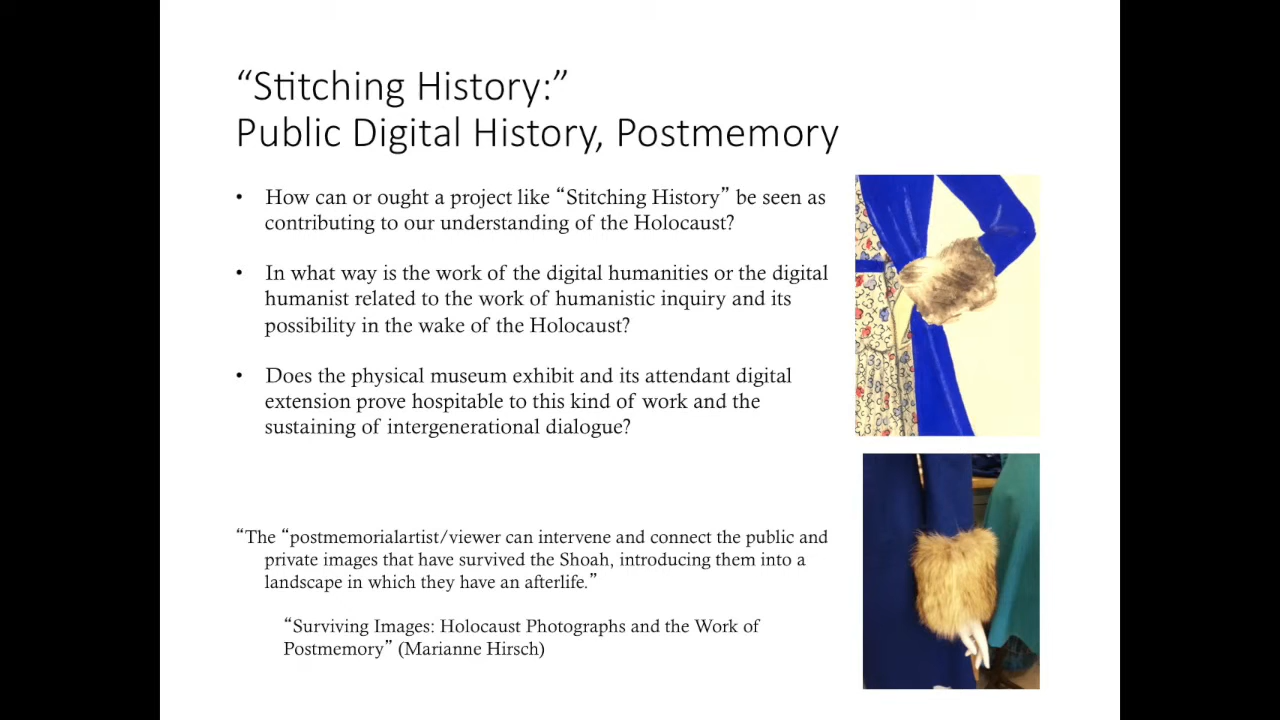 “Stitching History:”
Public Digital History, Postmemory
• How can or ought a project like “Stitching History” be seen as
contributing to our understanding of the Holocaust?
• In what way is the work of the digital humanities or the digital
humanist related to the work of humanistic inquiry and its
possibility in the wake of the Holocaust?
• Does the physical museum exhibit and its attendant digital
extension prove hospitable to this kind of work and the
sustaining of intergenerational dialogue?
“The “postmemorialartist/viewer can intervene and connect the public and
private images that have survived the Shoah, introducing them into a
landscape in which they have an afterlife.”
“Surviving Images: Holocaust Photographs and the Work of
Postmemory” (Marianne Hirsch)